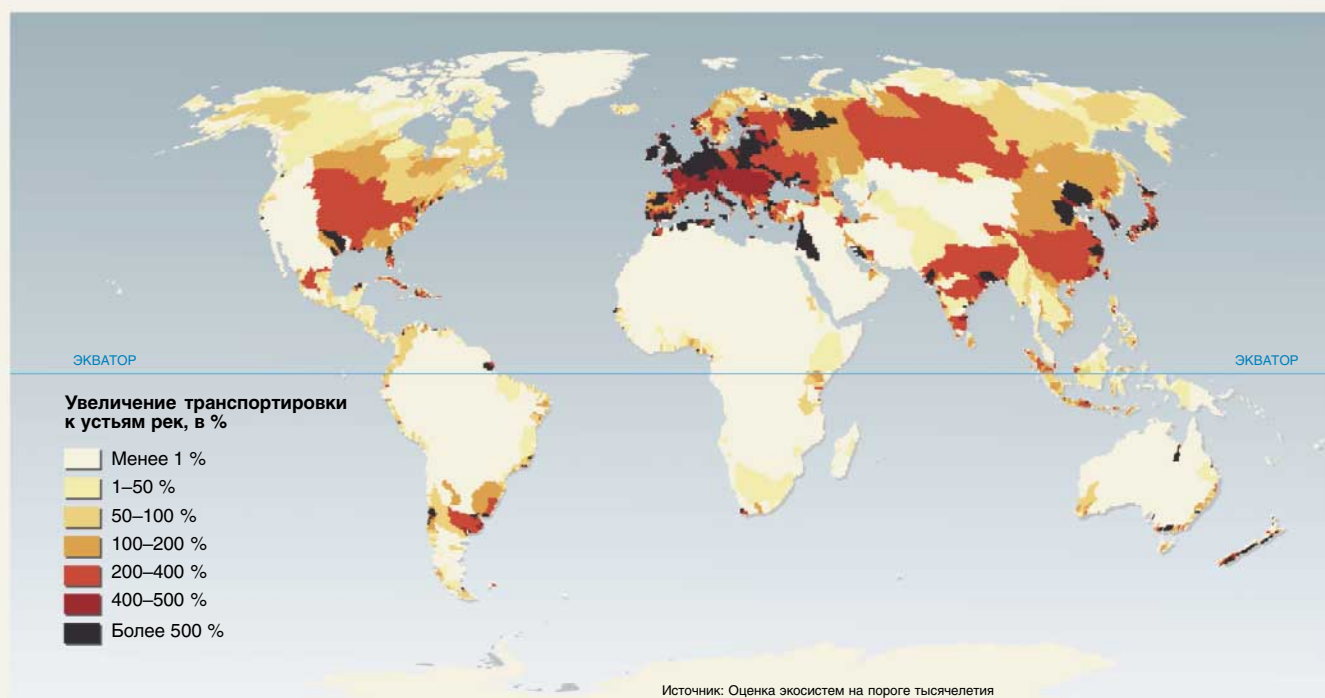 ЭКВАТОР
ЭКВАТОР
Увеличение транспортировки
к устьям рек, в %
Менее 1 %
1–50 %
50–100 %
100–200 %
200–400 %
400–500 %
Более 500 %
Источник: Оценка экосистем на пороге тысячелетия